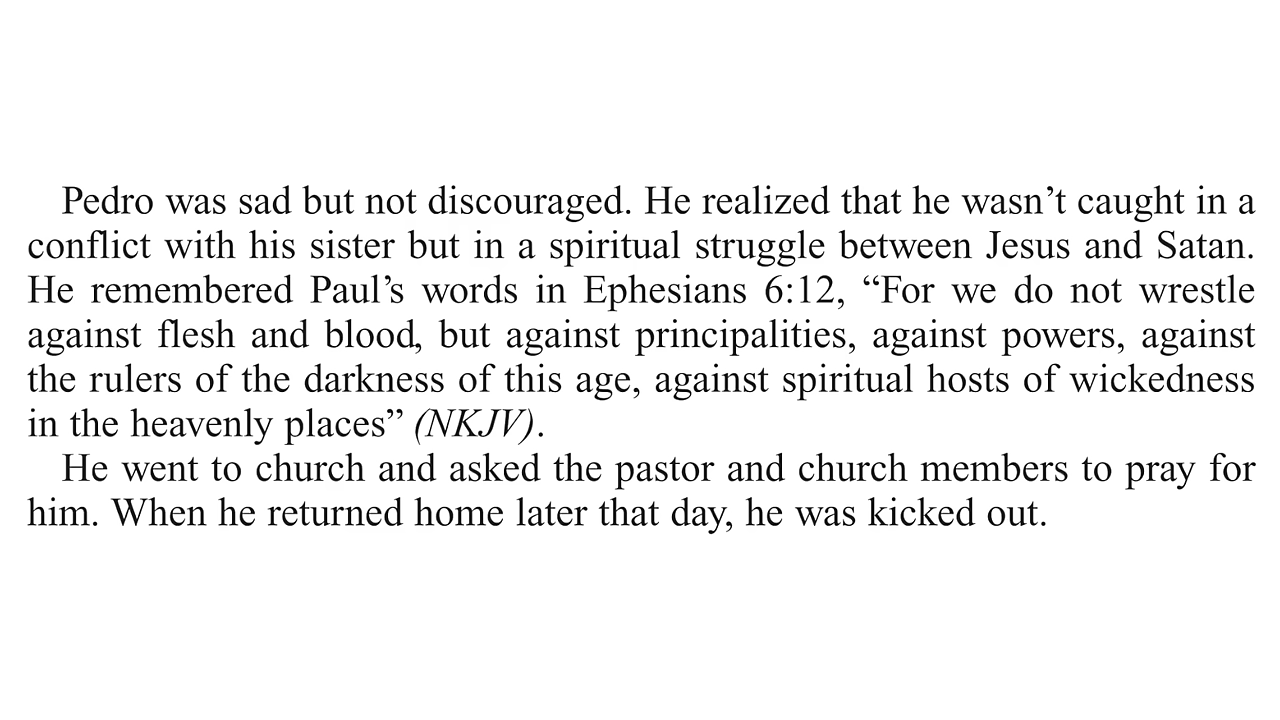 Pedro was sad but not discouraged. He realized that he wasn’t caught in a
conflict with his sister but in a spiritual struggle between Jesus and Satan.
He remembered Paul’s words in Ephesians 6:12, “For we do not wrestle
against flesh and blood, but against principalities, against powers, against
the rulers of the darkness of this age, against spiritual hosts of wickedness
in the heavenly places” (NKJV).
He went to church and asked the pastor and church members to pray for
him. When he returned home later that day, he was kicked out.